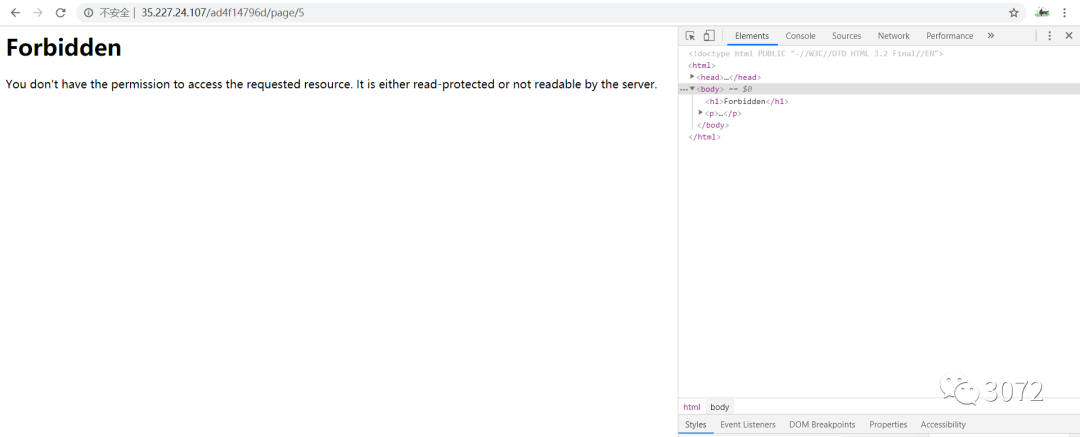 不安全 | 35.227.24.107/ad4f14796d/page/5
Forbidden
You don't have the permission to access the requested resource. It is either read-protected or not readable by the server.
Elements Console Sources Network Performance »
<!doctype html PUBLIC "-//W3C//DTD HTML 3.2 Final//EN">
<html>
<head>…</head>
<body> == $0
<h1>Forbidden</h1>
<p>…</p>
</body>
</html>
3072
html body
Styles Event Listeners DOM Breakpoints Properties Accessibility